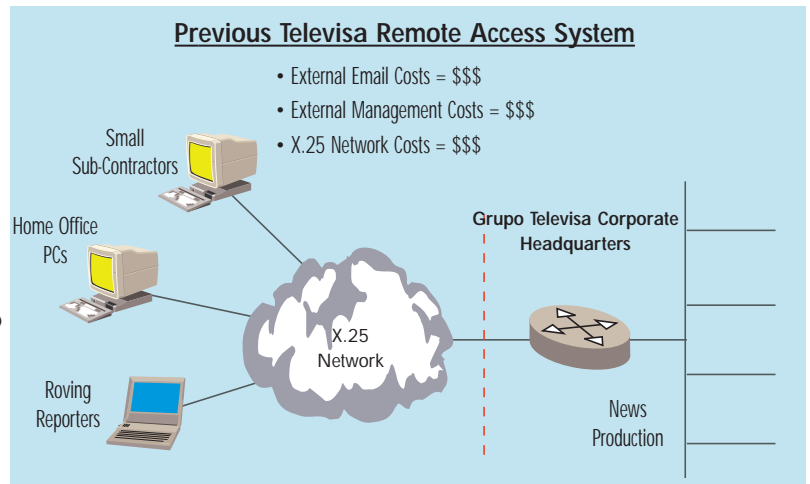 Previous Televisa Remote Access System
• External Email Costs = $$$
• External Management Costs = $$$
• X.25 Network Costs = $$$
Small
Sub-Contractors
Home Office
PCs
Roving
Reporters
X.25
Network
Grupo Televisa Corporate
Headquarters
News
Production